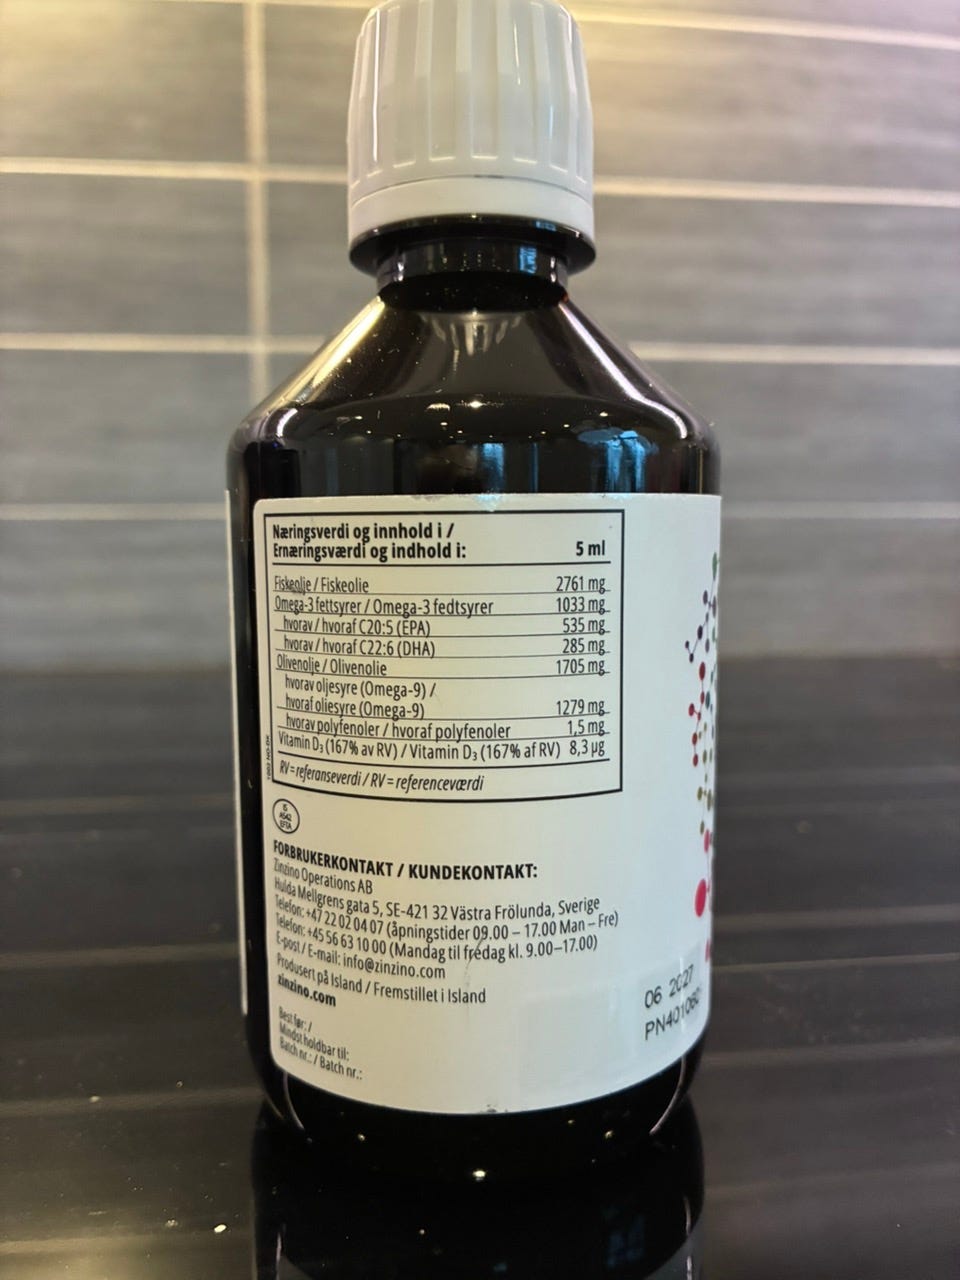 Næringsverdi og innhold i /
Ernæringsværdi og indhold i: 5 ml
Fiskeolje / Fiskeolie 2761 mg
Omega-3 fettsyrer / Omega-3 fedtsyrer 1033 mg
hvorav / hvoraf C20:5 (EPA) 535 mg
hvorav / hvoraf C22:6 (DHA) 285 mg
Olivenolje / Olivenolie 1705 mg
hvorav oljesyre (Omega-9) /
hvoraf oliesyre (Omega-9) 1279 mg
hvorav polyfenoler / hvoraf polyfenoler 1,5 mg
Vitamin D₃ (167% av RV) / Vitamin D₃ (167% af RV) 8,3 µg
RV = referanseverdi / RV = referenceværdi
IS
A542
EFTA
FORBRUKERKONTAKT / KUNDEKONTAKT:
Zinzino Operations AB
Hulda Mellgrens gata 5, SE-421 32 Västra Frölunda, Sverige
Telefon: +47 22 02 04 07 (åpningstider 09.00 – 17.00 Man – Fre)
Telefon: +45 56 63 10 00 (Mandag til fredag kl. 9.00–17.00)
E-post / E-mail: info@zinzino.com
Produsert på Island / Fremstillet i Island
zinzino.com
Best før: /
Mindst holdbar til:
Batch nr.: / Batch nr.:
06 2027